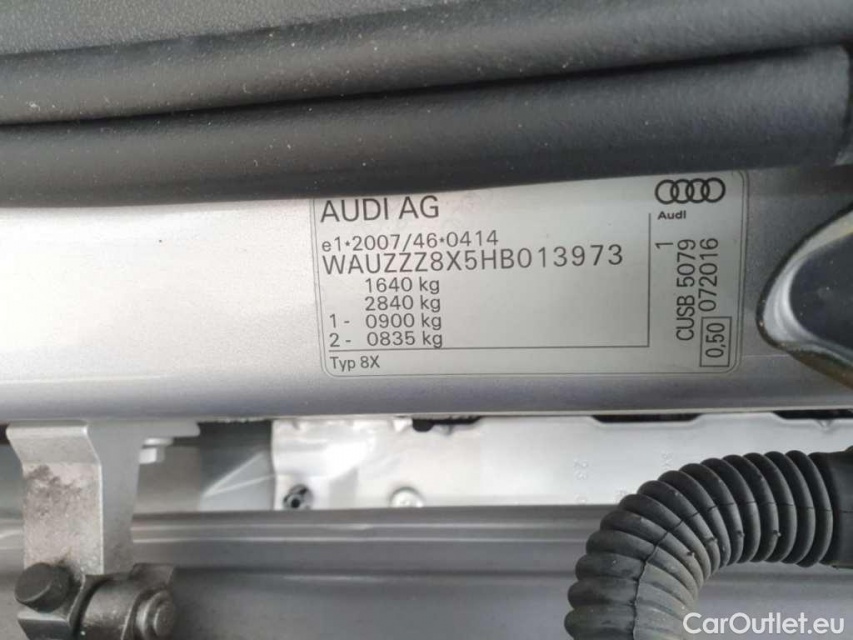 AUDI AG
Audi
e1*2007/46*0414
WAUZZZ8X5HB013973
1640 kg
2840 kg
1 - 0900 kg
2 - 0835 kg
Typ 8X
CUSB 5079 1
0,50 072016
CarOutlet.eu